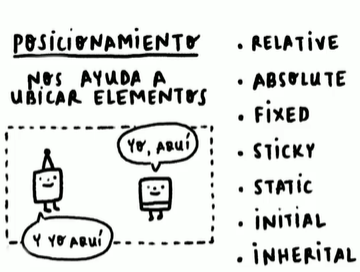 POSICIONAMIENTO
NOS AYUDA A
UBICAR ELEMENTOS
YO, AQUÍ
Y YO AQUÍ
• RELATIVE
• ABSOLUTE
• FIXED
• STICKY
• STATIC
• INITIAL
• INHERITAL